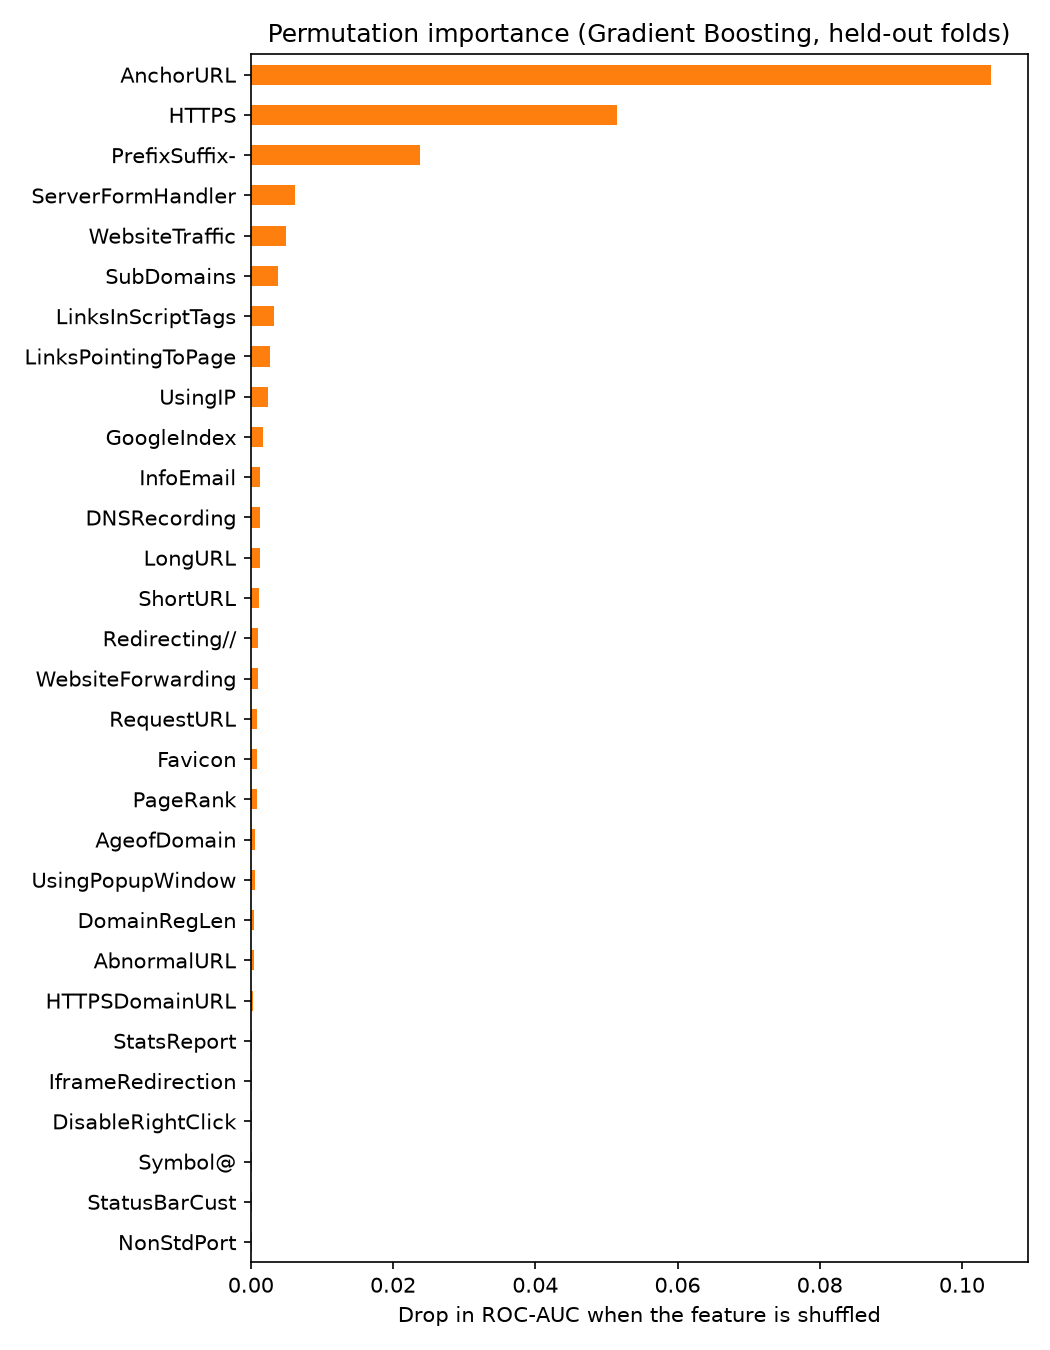 Permutation importance (Gradient Boosting, held-out folds)
AnchorURL
HTTPS
PrefixSuffix-
ServerFormHandler
WebsiteTraffic
SubDomains
LinksInScriptTags
LinksPointingToPage
UsingIP
GoogleIndex
InfoEmail
DNSRecording
LongURL
ShortURL
Redirecting//
WebsiteForwarding
RequestURL
Favicon
PageRank
AgeofDomain
UsingPopupWindow
DomainRegLen
AbnormalURL
HTTPSDomainURL
StatsReport
IframeRedirection
DisableRightClick
Symbol@
StatusBarCust
NonStdPort
0.00 0.02 0.04 0.06 0.08 0.10
Drop in ROC-AUC when the feature is shuffled